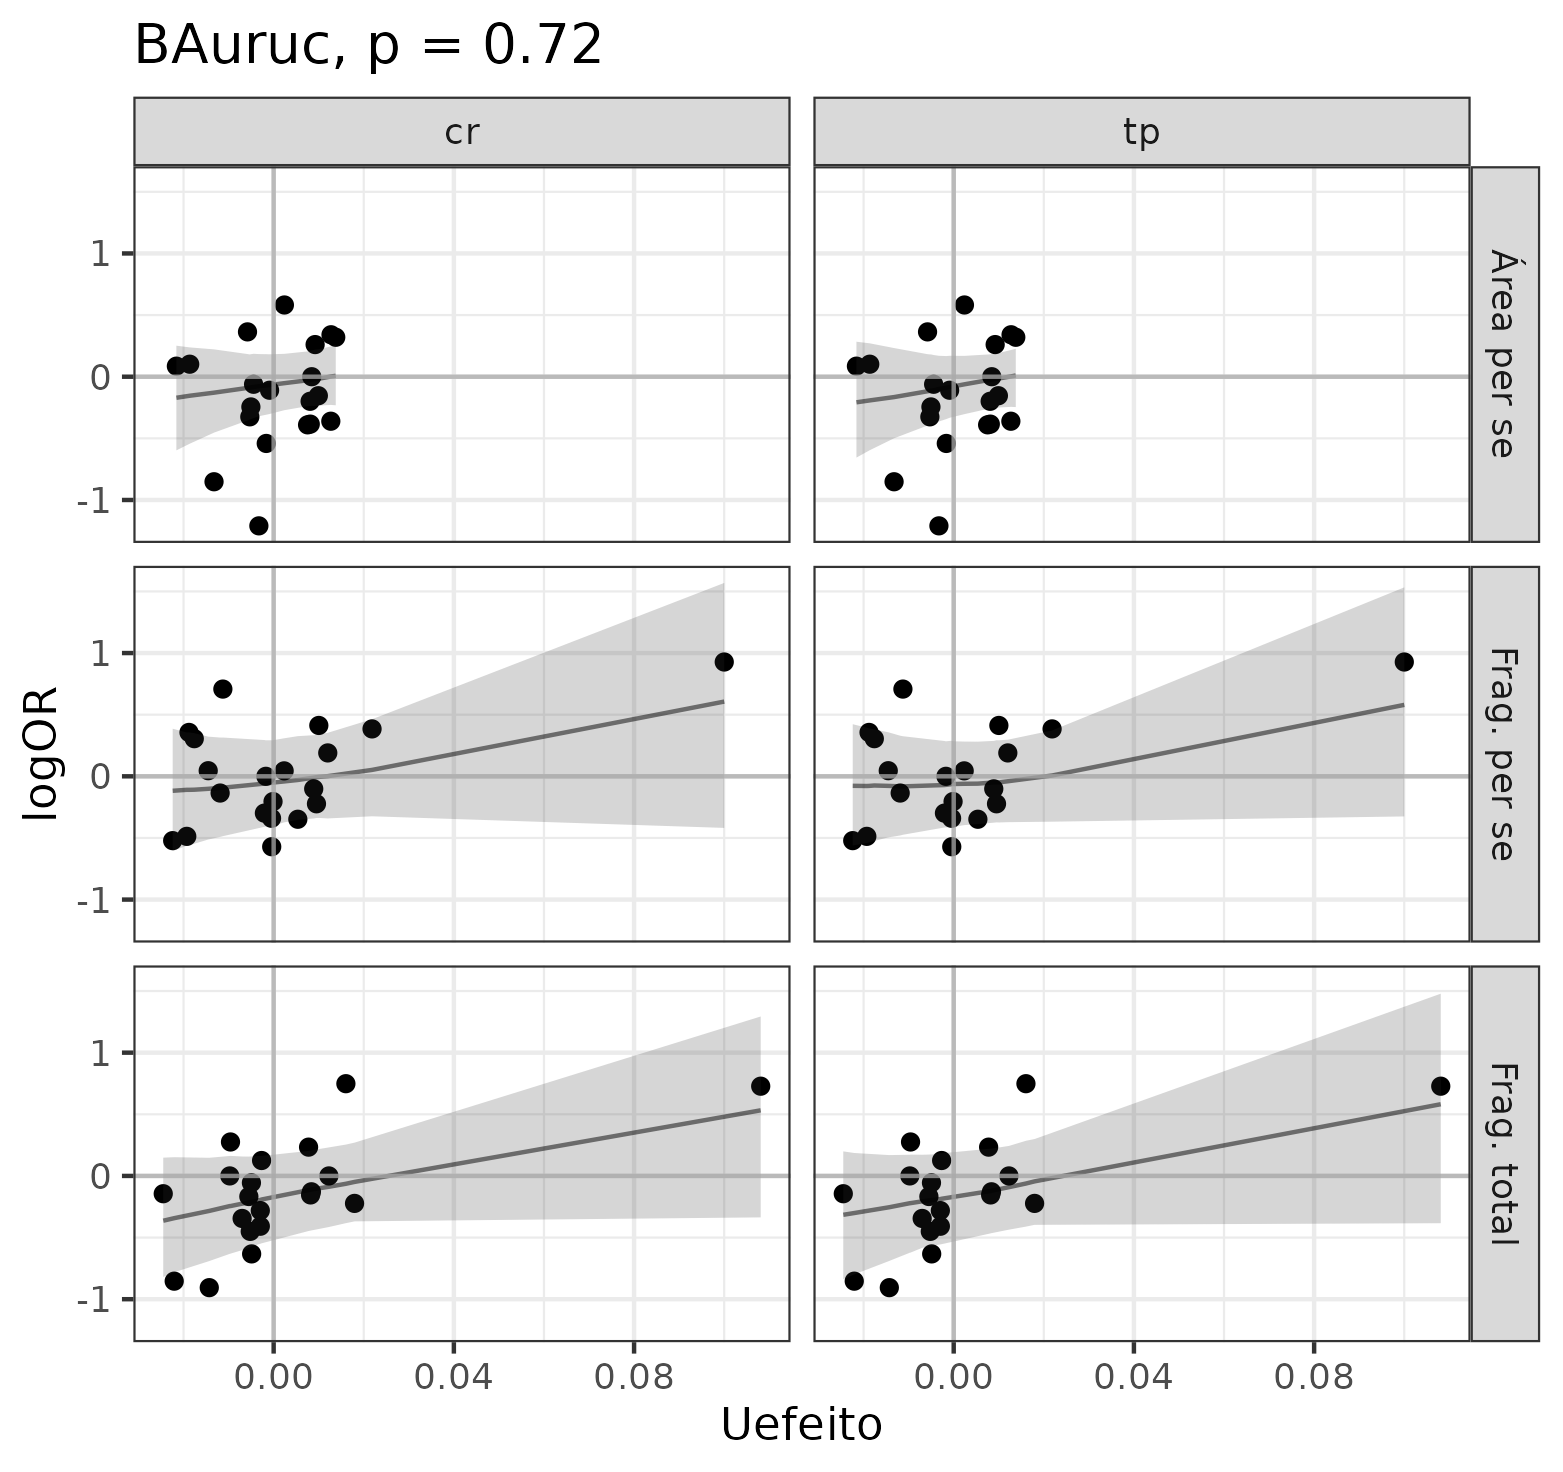 BAuruc, p = 0.72
cr
tp
1
0
-1
Área per se
1
0
-1
Frag. per se
logOR
1
0
-1
Frag. total
0.00
0.04
0.08
0.00
0.04
0.08
Uefeito